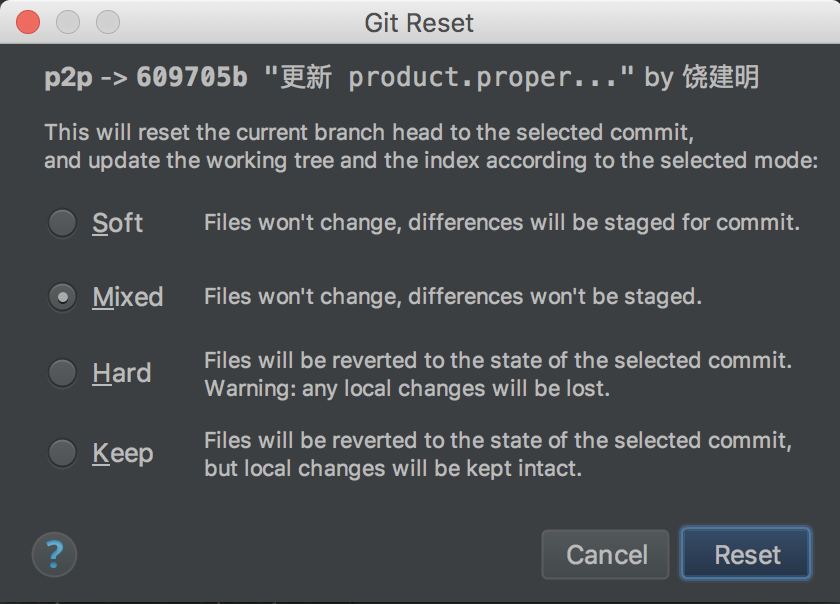 Git Reset
p2p -> 609705b "更新 product.proper..." by 饶建明
This will reset the current branch head to the selected commit,
and update the working tree and the index according to the selected mode:
Soft Files won't change, differences will be staged for commit.
Mixed Files won't change, differences won't be staged.
Hard Files will be reverted to the state of the selected commit.
Warning: any local changes will be lost.
Keep Files will be reverted to the state of the selected commit,
but local changes will be kept intact.
? Cancel Reset